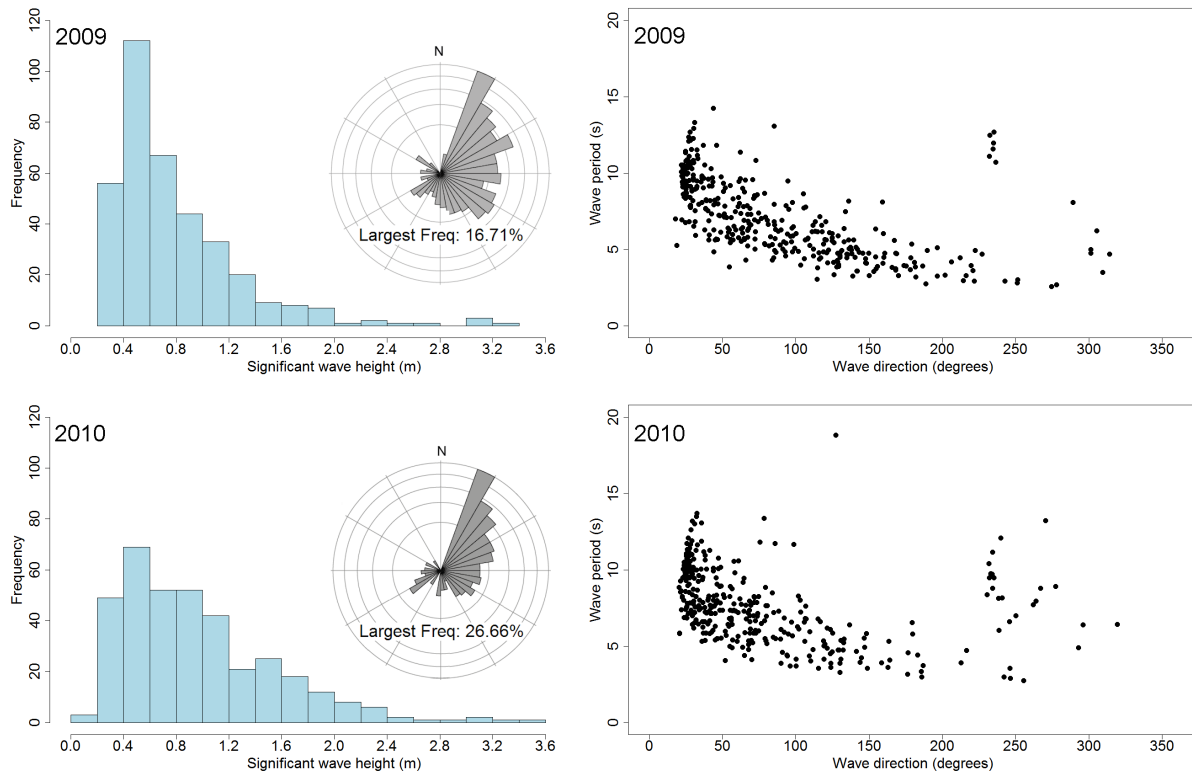 2009
N
Largest Freq: 16.71%
Frequency
0 20 40 60 80 100 120
0.0 0.4 0.8 1.2 1.6 2.0 2.4 2.8 3.2 3.6
Significant wave height (m)
2009
Wave period (s)
0 5 10 15 20
0 50 100 150 200 250 300 350
Wave direction (degrees)
2010
N
Largest Freq: 26.66%
Frequency
0 20 40 60 80 100 120
0.0 0.4 0.8 1.2 1.6 2.0 2.4 2.8 3.2 3.6
Significant wave height (m)
2010
Wave period (s)
0 5 10 15 20
0 50 100 150 200 250 300 350
Wave direction (degrees)